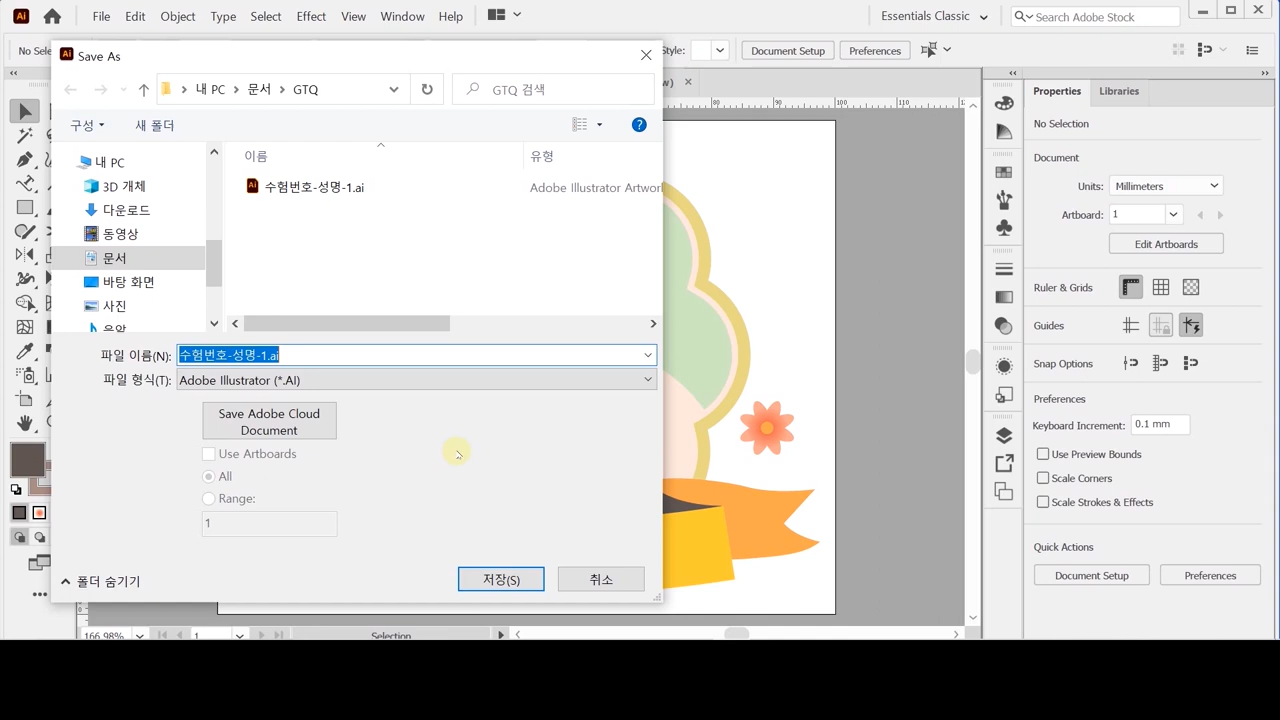 Ai File Edit Object Type Select Effect View Window Help Essentials Classic Search Adobe Stock
Style: Document Setup Preferences
Ai Save As
내 PC 문서 GTQ GTQ 검색
구성 새 폴더
이름 유형
내 PC
3D 개체
다운로드
동영상
문서
바탕 화면
사진
음악
수험번호-성명-1.ai Adobe Illustrator Artwork
파일 이름(N): 수험번호-성명-1.ai
파일 형식(T): Adobe Illustrator (*.AI)
Save Adobe Cloud
Document
Use Artboards
All
Range:
1
폴더 숨기기 저장(S) 취소
80 90 100 110
166.98% 1 Selection
Properties Libraries
No Selection
Document
Units: Millimeters
Artboard: 1
Edit Artboards
Ruler & Grids
Guides
Snap Options
Preferences
Keyboard Increment: 0.1 mm
Use Preview Bounds
Scale Corners
Scale Strokes & Effects
Quick Actions
Document Setup Preferences